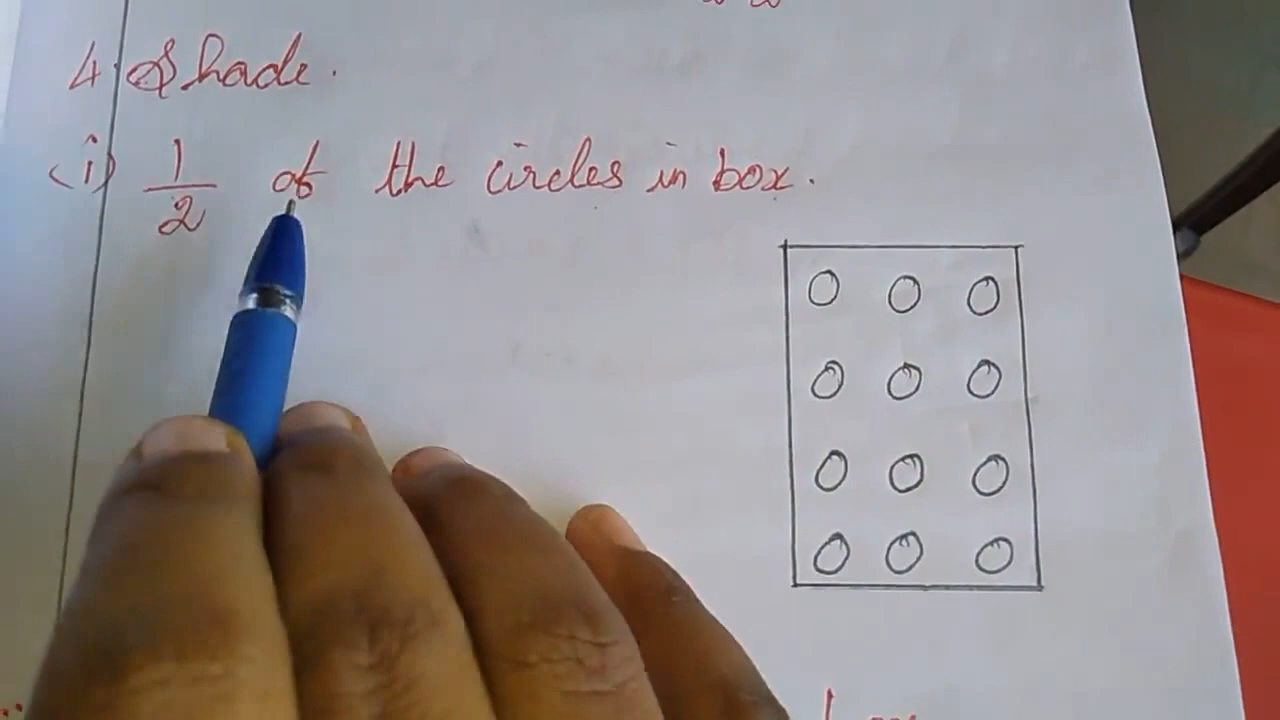 4. Shade.
(i) 1/2 of the circles in box.